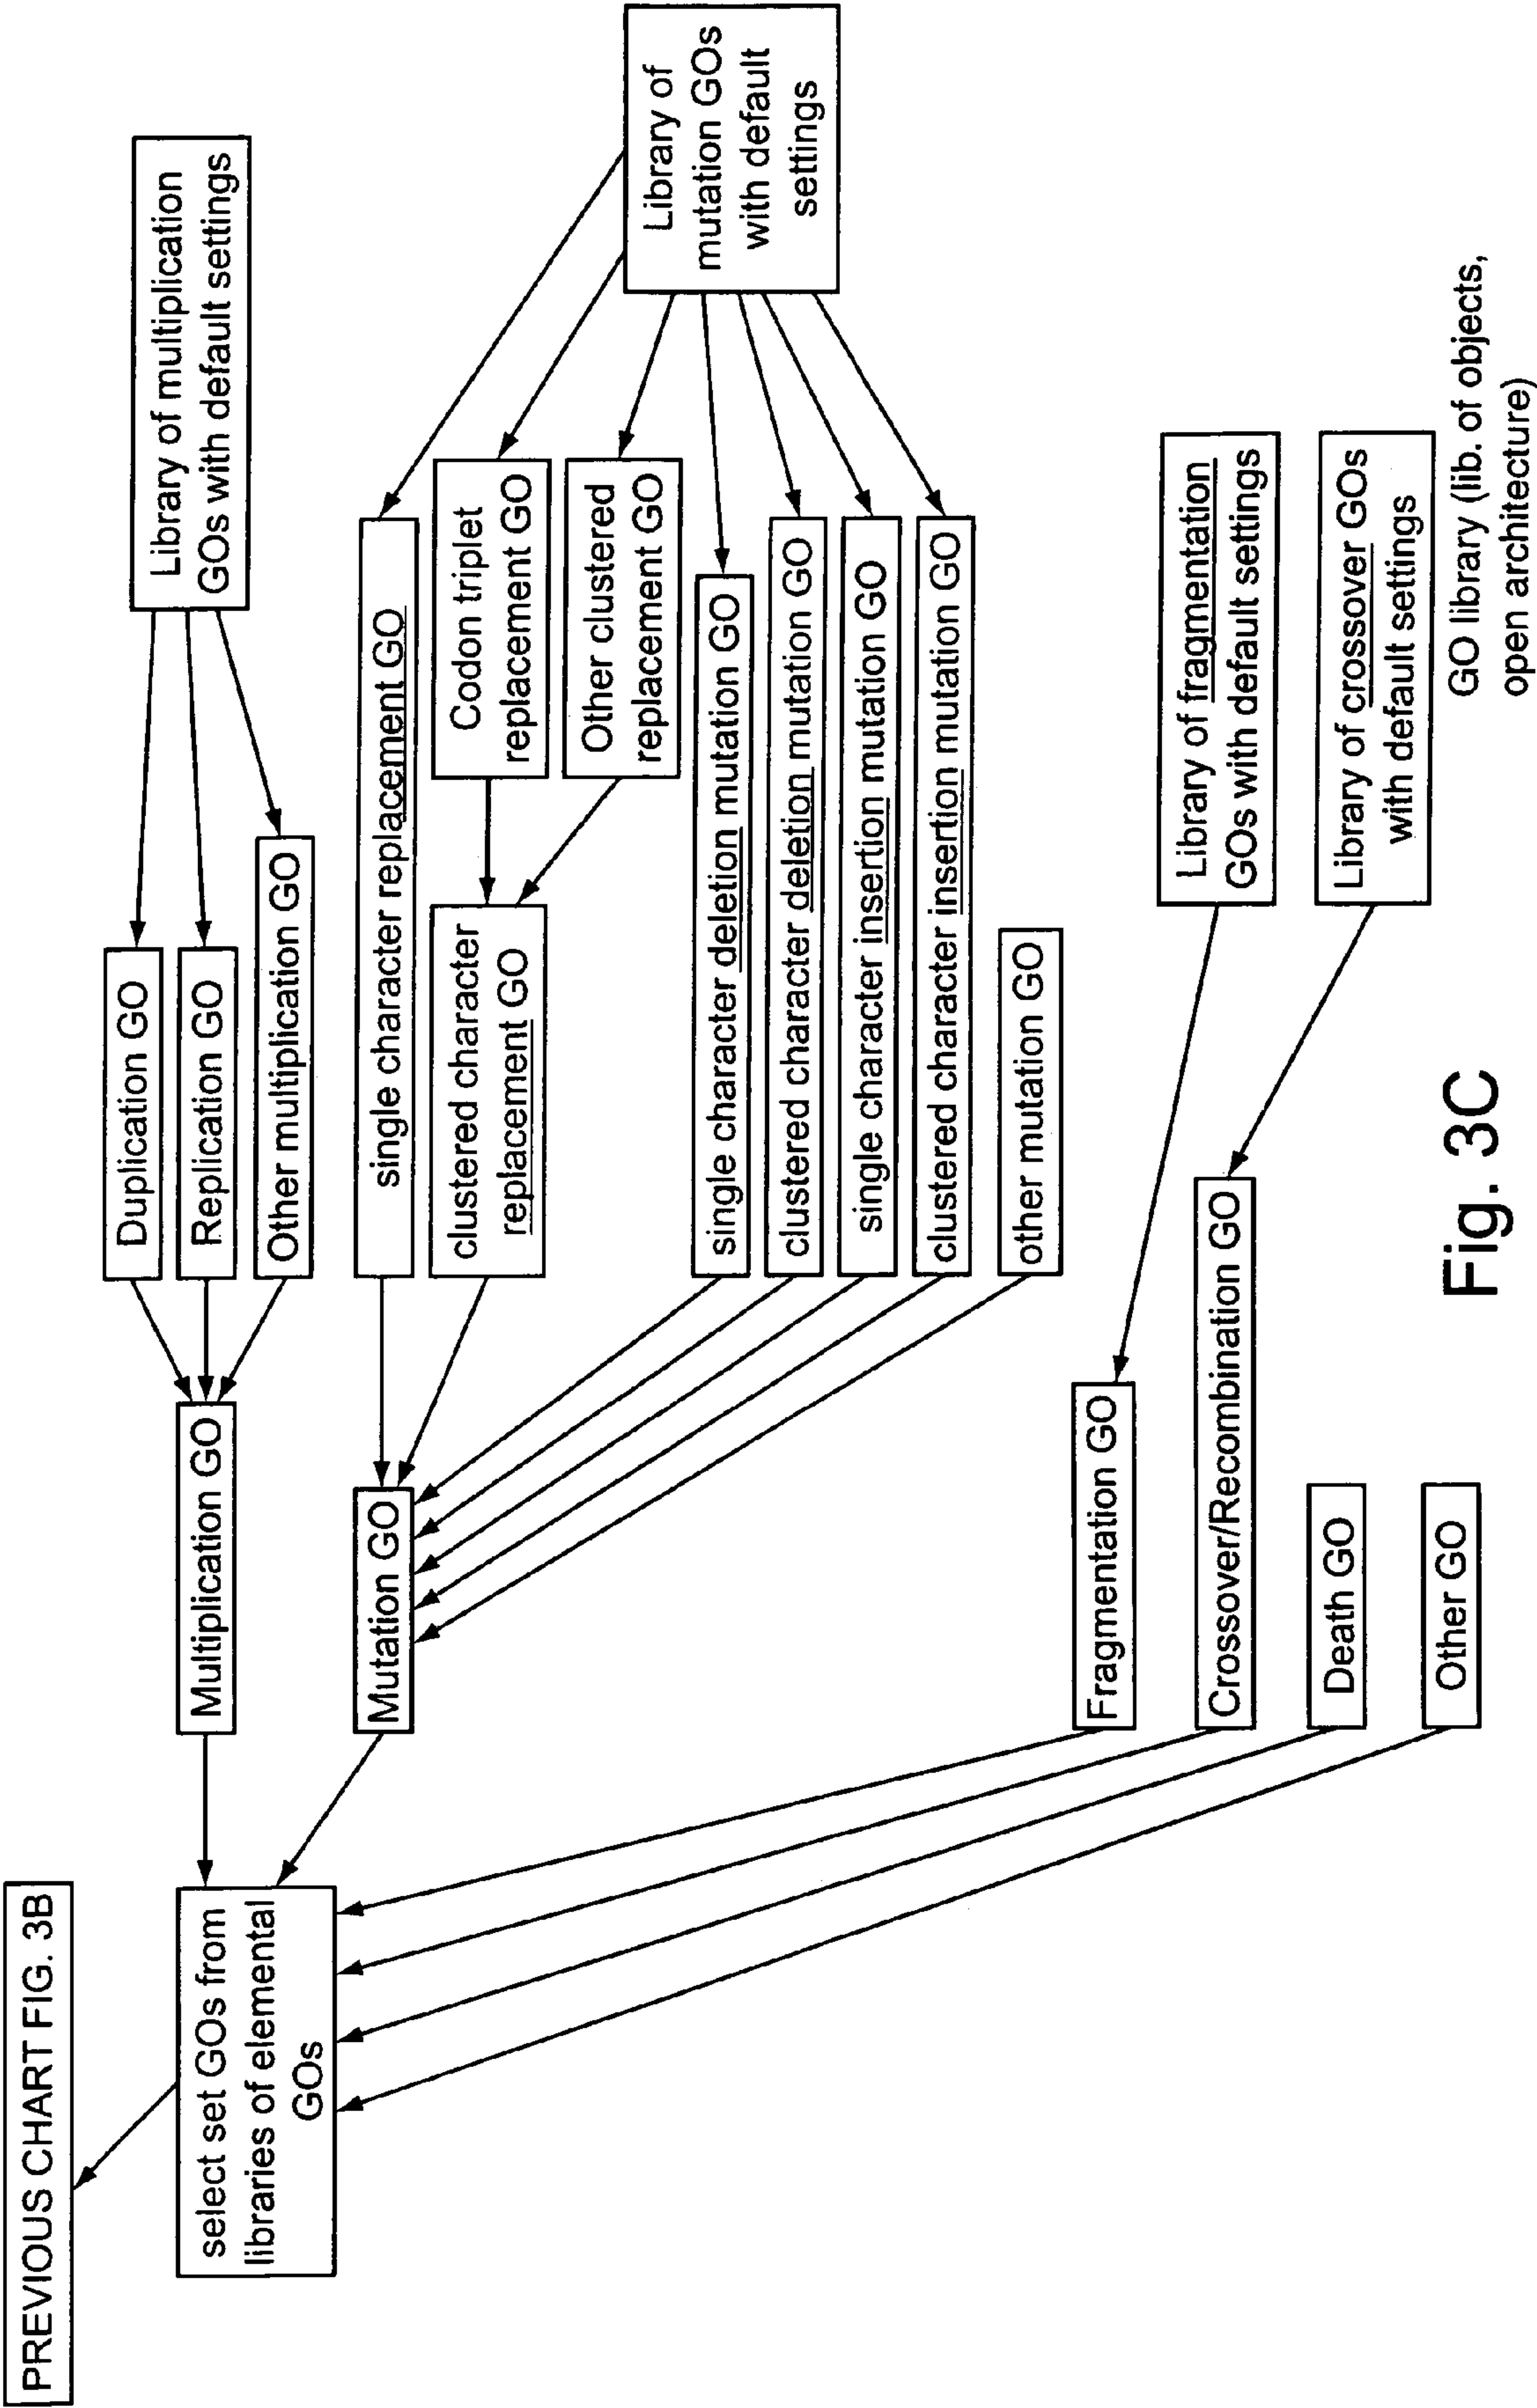 PREVIOUS CHART FIG. 3B
select set GOs from
libraries of elemental
GOs
Multiplication GO
Duplication GO
Replication GO
Other multiplication GO
Library of multiplication
GOs with default settings
Mutation GO
single character replacement GO
clustered character
replacement GO
Codon triplet
replacement GO
Other clustered
replacement GO
single character deletion mutation GO
clustered character deletion mutation GO
single character insertion mutation GO
clustered character insertion mutation GO
other mutation GO
Library of
mutation GOs
with default
settings
Fragmentation GO
Library of fragmentation
GOs with default settings
Crossover/Recombination GO
Library of crossover GOs
with default settings
Death GO
Other GO
GO library (lib. of objects,
open architecture)
Fig. 3C